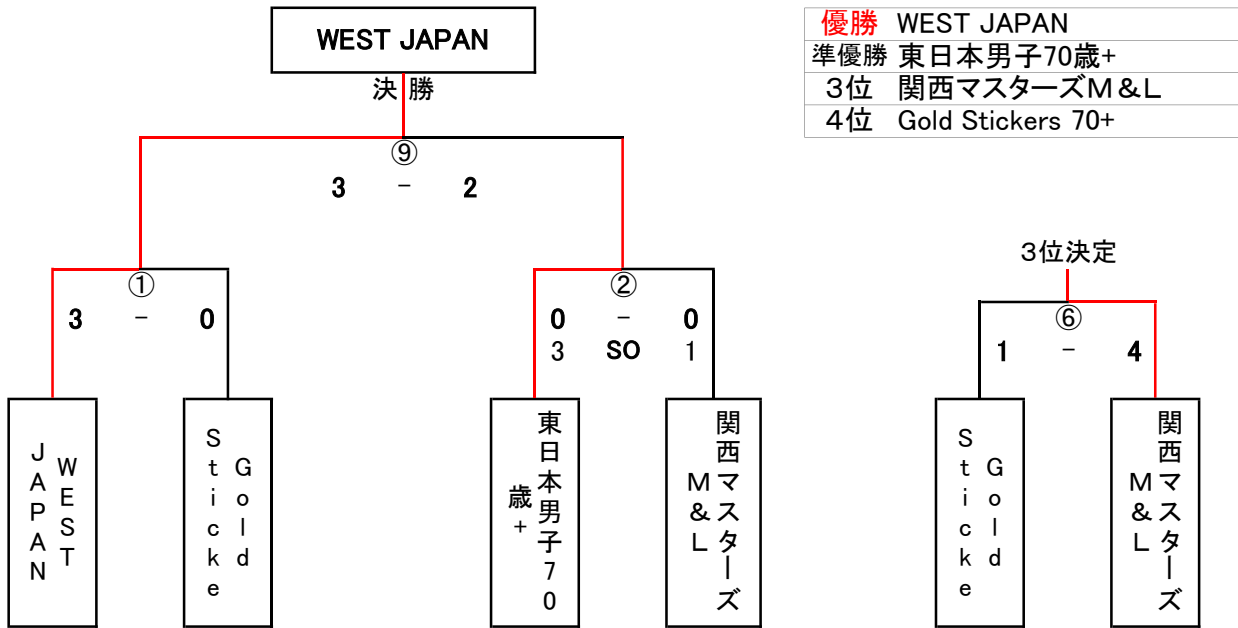 WEST JAPAN
決 勝
優勝 WEST JAPAN
準優勝 東日本男子70歳+
3位 関西マスターズM&L
4位 Gold Stickers 70+
⑨
3 - 2
①
3 - 0
②
0 - 0
3 SO 1
3位決定
⑥
1 - 4
WEST
JAPAN
Gold
Sticke
東日本男子70
歳+
関西マスターズ
M&L
Gold
Sticke
関西マスターズ
M&L